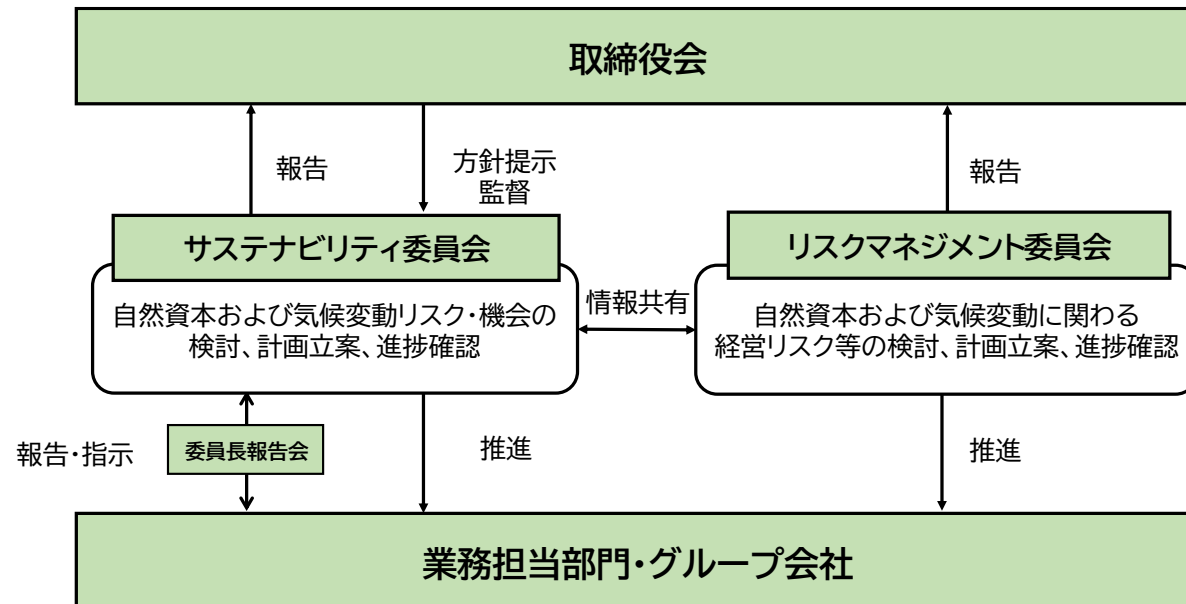 取締役会
報告
方針提示
監督
報告
サステナビリティ委員会
リスクマネジメント委員会
自然資本および気候変動リスク・機会の
検討、計画立案、進捗確認
情報共有
自然資本および気候変動に関わる
経営リスク等の検討、計画立案、進捗確認
報告・指示
委員長報告会
推進
推進
業務担当部門・グループ会社